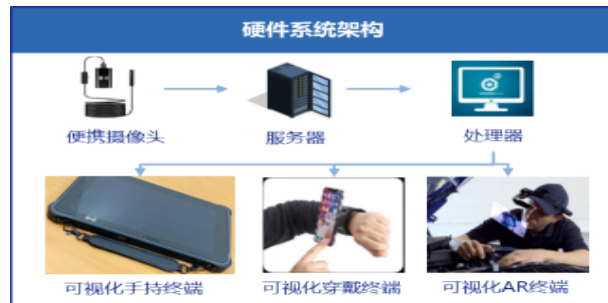 硬件系统架构
便携摄像头
服务器
处理器
可视化手持终端
可视化穿戴终端
可视化AR终端